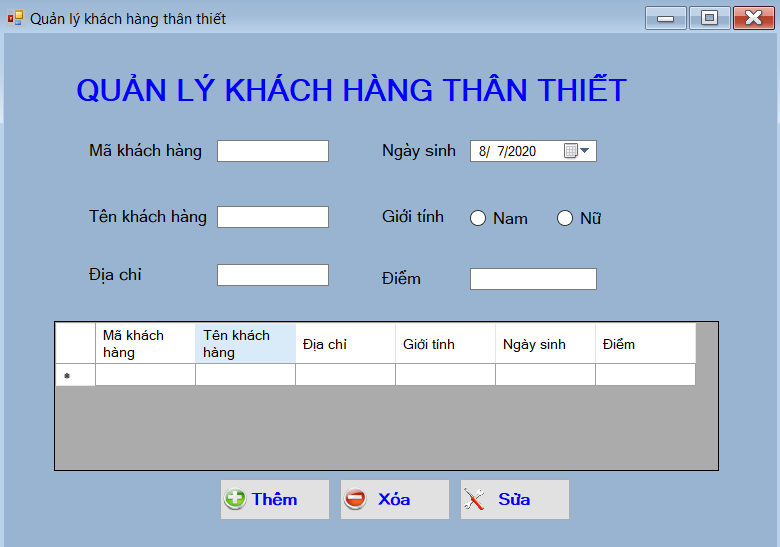 Quản lý khách hàng thân thiết
QUẢN LÝ KHÁCH HÀNG THÂN THIẾT
Mã khách hàng
Ngày sinh 8/ 7/2020
Tên khách hàng
Giới tính Nam Nữ
Địa chỉ
Điểm
Mã khách hàng Tên khách hàng Địa chỉ Giới tính Ngày sinh Điểm
*
Thêm Xóa Sửa